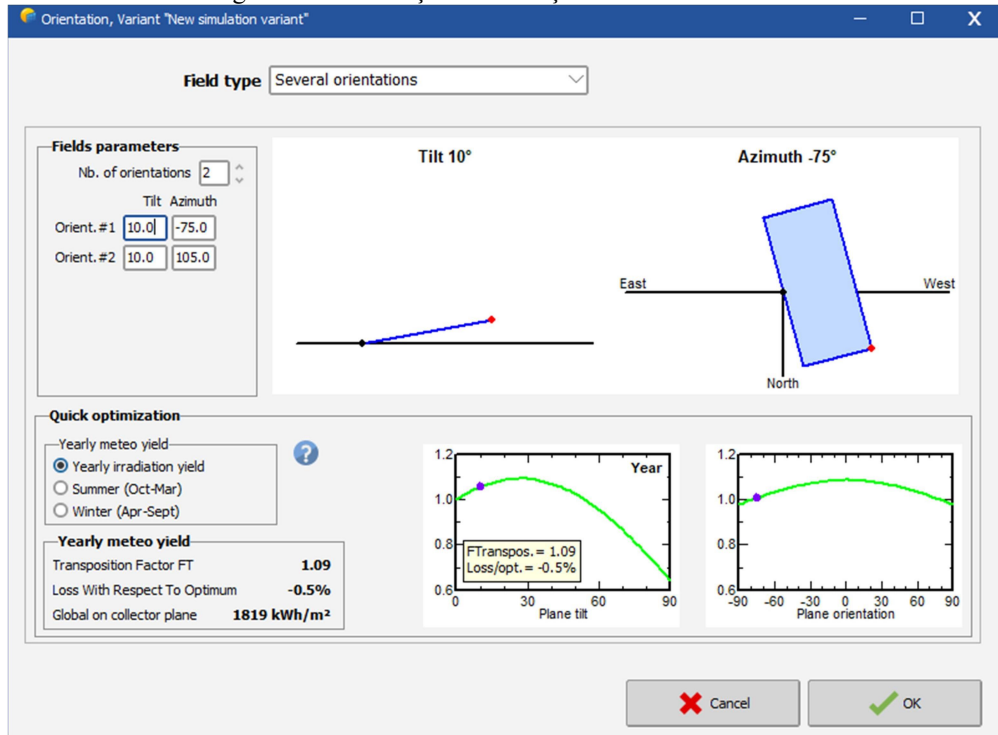 Orientation, Variant "New simulation variant"
Field type Several orientations
Fields parameters
Nb. of orientations 2
Tilt Azimuth
Orient.#1 10.0 -75.0
Orient.#2 10.0 105.0
Tilt 10°
Azimuth -75°
East West
North
Quick optimization
Yearly meteo yield
Yearly irradiation yield
Summer (Oct-Mar)
Winter (Apr-Sept)
?
Yearly meteo yield
Transposition Factor FT 1.09
Loss With Respect To Optimum -0.5%
Global on collector plane 1819 kWh/m²
1.2
Year
1.0
0.8
FTranspos.= 1.09
Loss/opt.= -0.5%
0.6
0 30 60 90
Plane tilt
1.2
1.0
0.8
0.6
-90 -60 -30 0 30 60 90
Plane orientation
Cancel OK